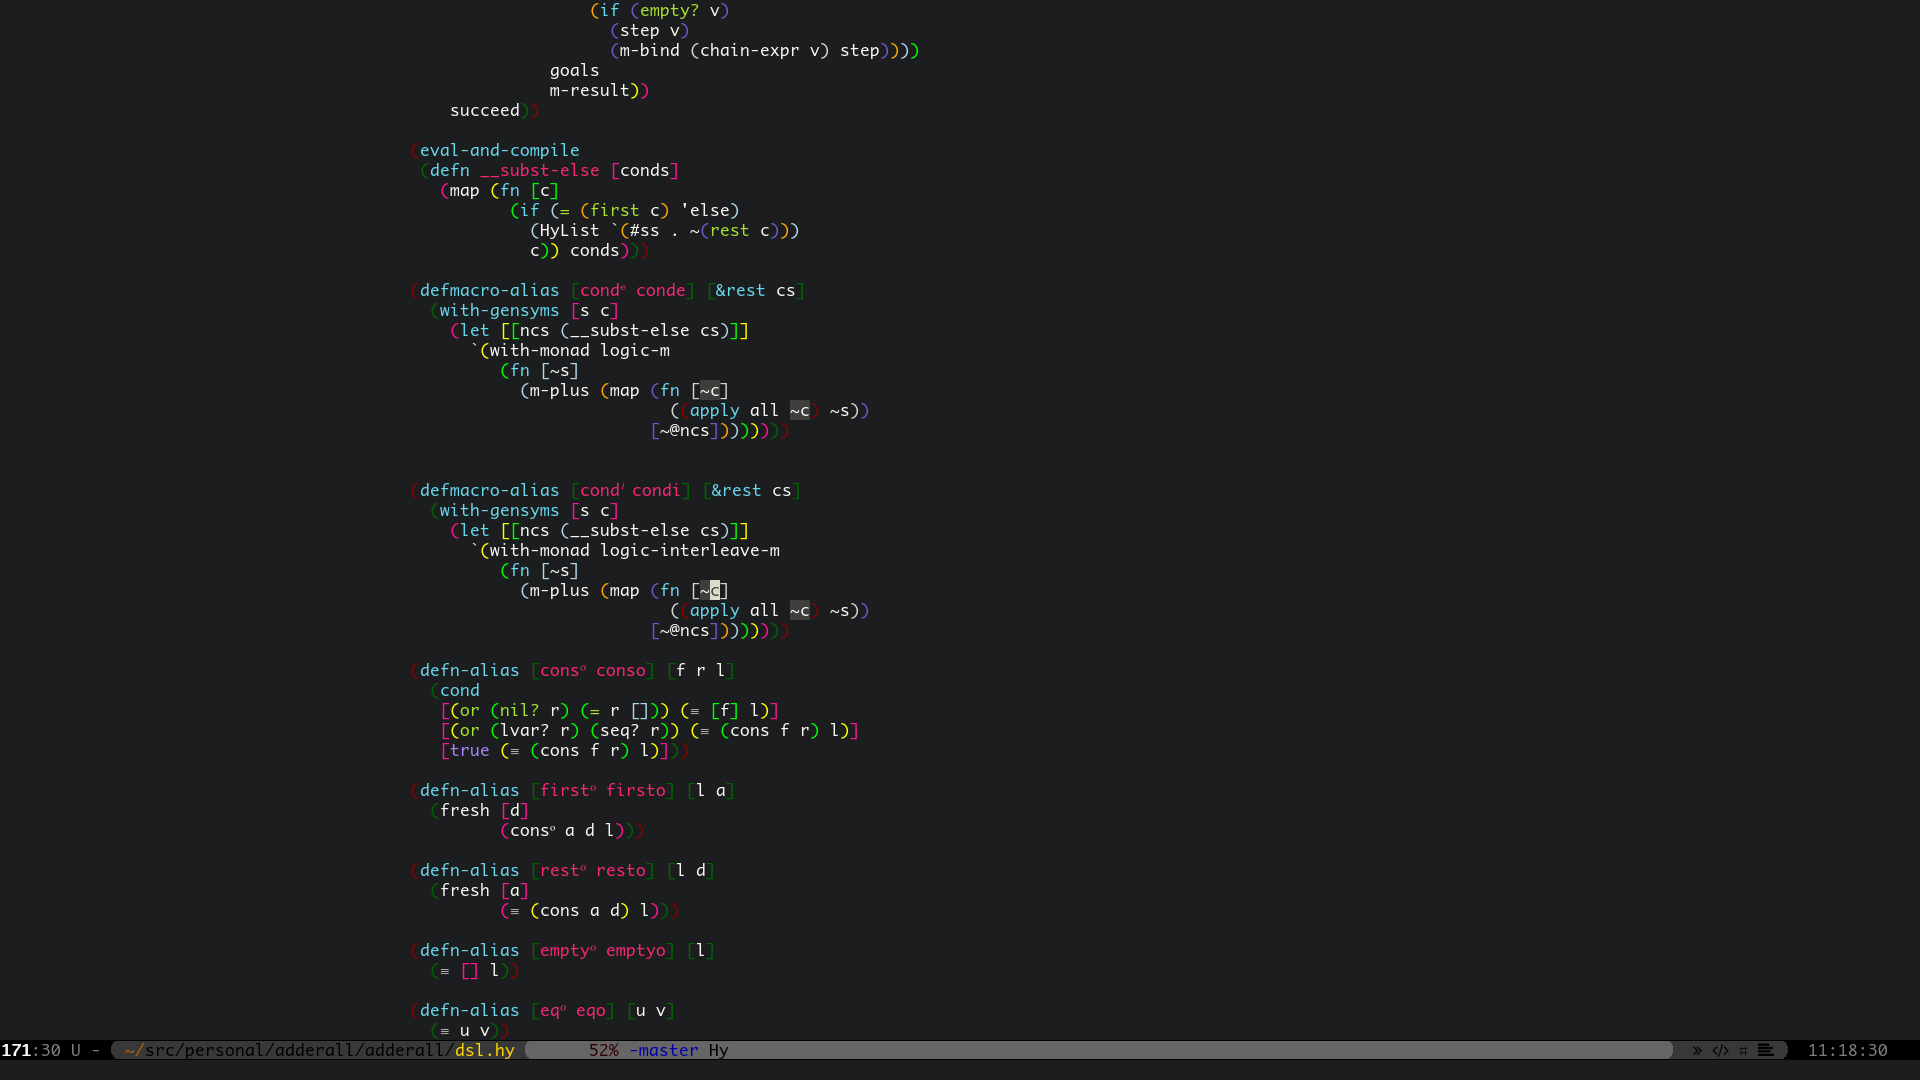 (if (empty? v)
(step v)
(m-bind (chain-expr v) step))))
goals
m-result))
succeed))
(eval-and-compile
(defn __subst-else [conds]
(map (fn [c]
(if (= (first c) 'else)
(HyList `(#ss . ~(rest c)))
c)) conds)))
(defmacro-alias [condᵉ conde] [&rest cs]
(with-gensyms [s c]
(let [[ncs (__subst-else cs)]]
`(with-monad logic-m
(fn [~s]
(m-plus (map (fn [~c]
((apply all ~c) ~s))
[~@ncs])))))))
(defmacro-alias [condⁱ condi] [&rest cs]
(with-gensyms [s c]
(let [[ncs (__subst-else cs)]]
`(with-monad logic-interleave-m
(fn [~s]
(m-plus (map (fn [~c]
((apply all ~c) ~s))
[~@ncs])))))))
(defn-alias [consᵒ conso] [f r l]
(cond
[(or (nil? r) (= r [])) (≡ [f] l)]
[(or (lvar? r) (seq? r)) (≡ (cons f r) l)]
[true (≡ (cons f r) l)]))
(defn-alias [firstᵒ firsto] [l a]
(fresh [d]
(consᵒ a d l)))
(defn-alias [restᵒ resto] [l d]
(fresh [a]
(≡ (cons a d) l)))
(defn-alias [emptyᵒ emptyo] [l]
(≡ [] l))
(defn-alias [eqᵒ eqo] [u v]
(≡ u v))
171:30 U - ~/src/personal/adderall/adderall/dsl.hy 52% -master Hy » </> ⌗ 11:18:30